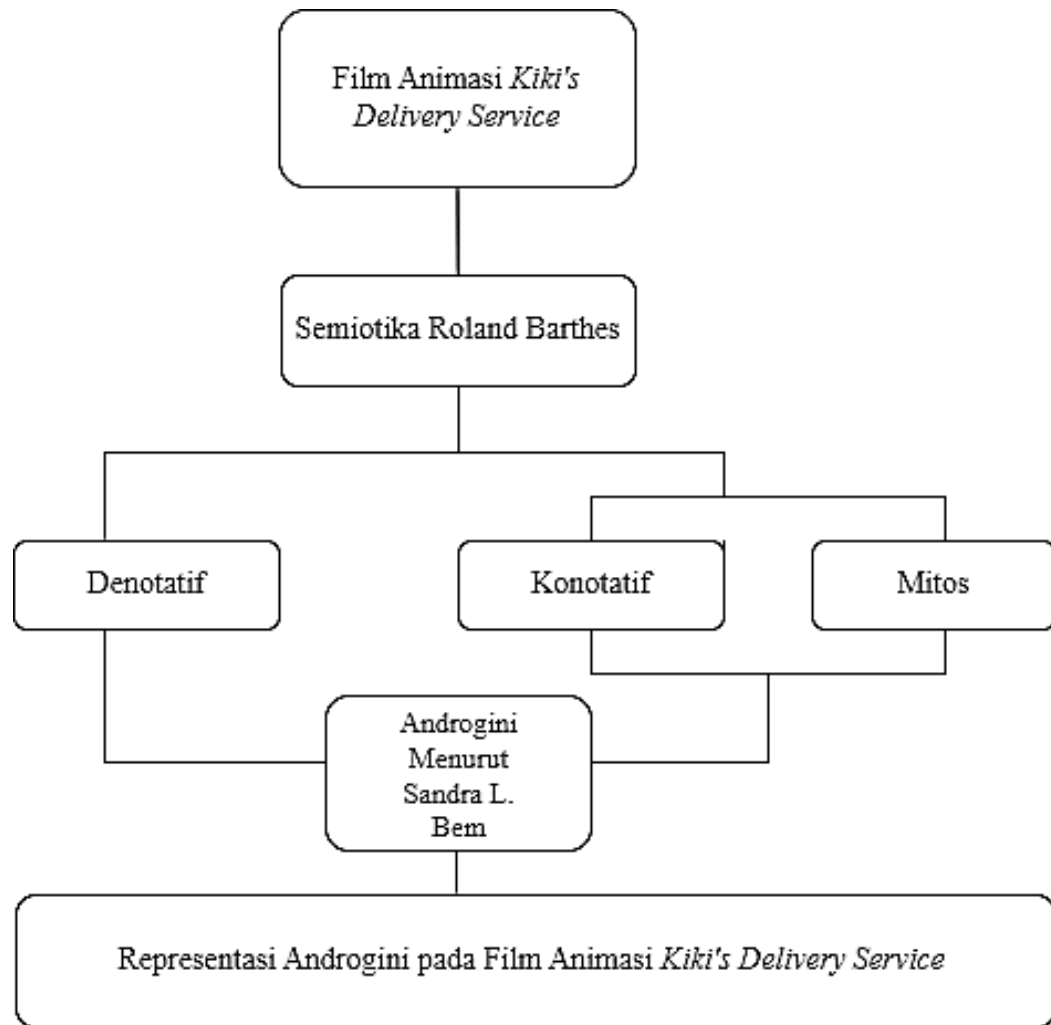 Film Animasi Kiki's
Delivery Service
Semiotika Roland Barthes
Denotatif
Konotatif
Mitos
Androgini
Menurut
Sandra L.
Bem
Representasi Androgini pada Film Animasi Kiki's Delivery Service